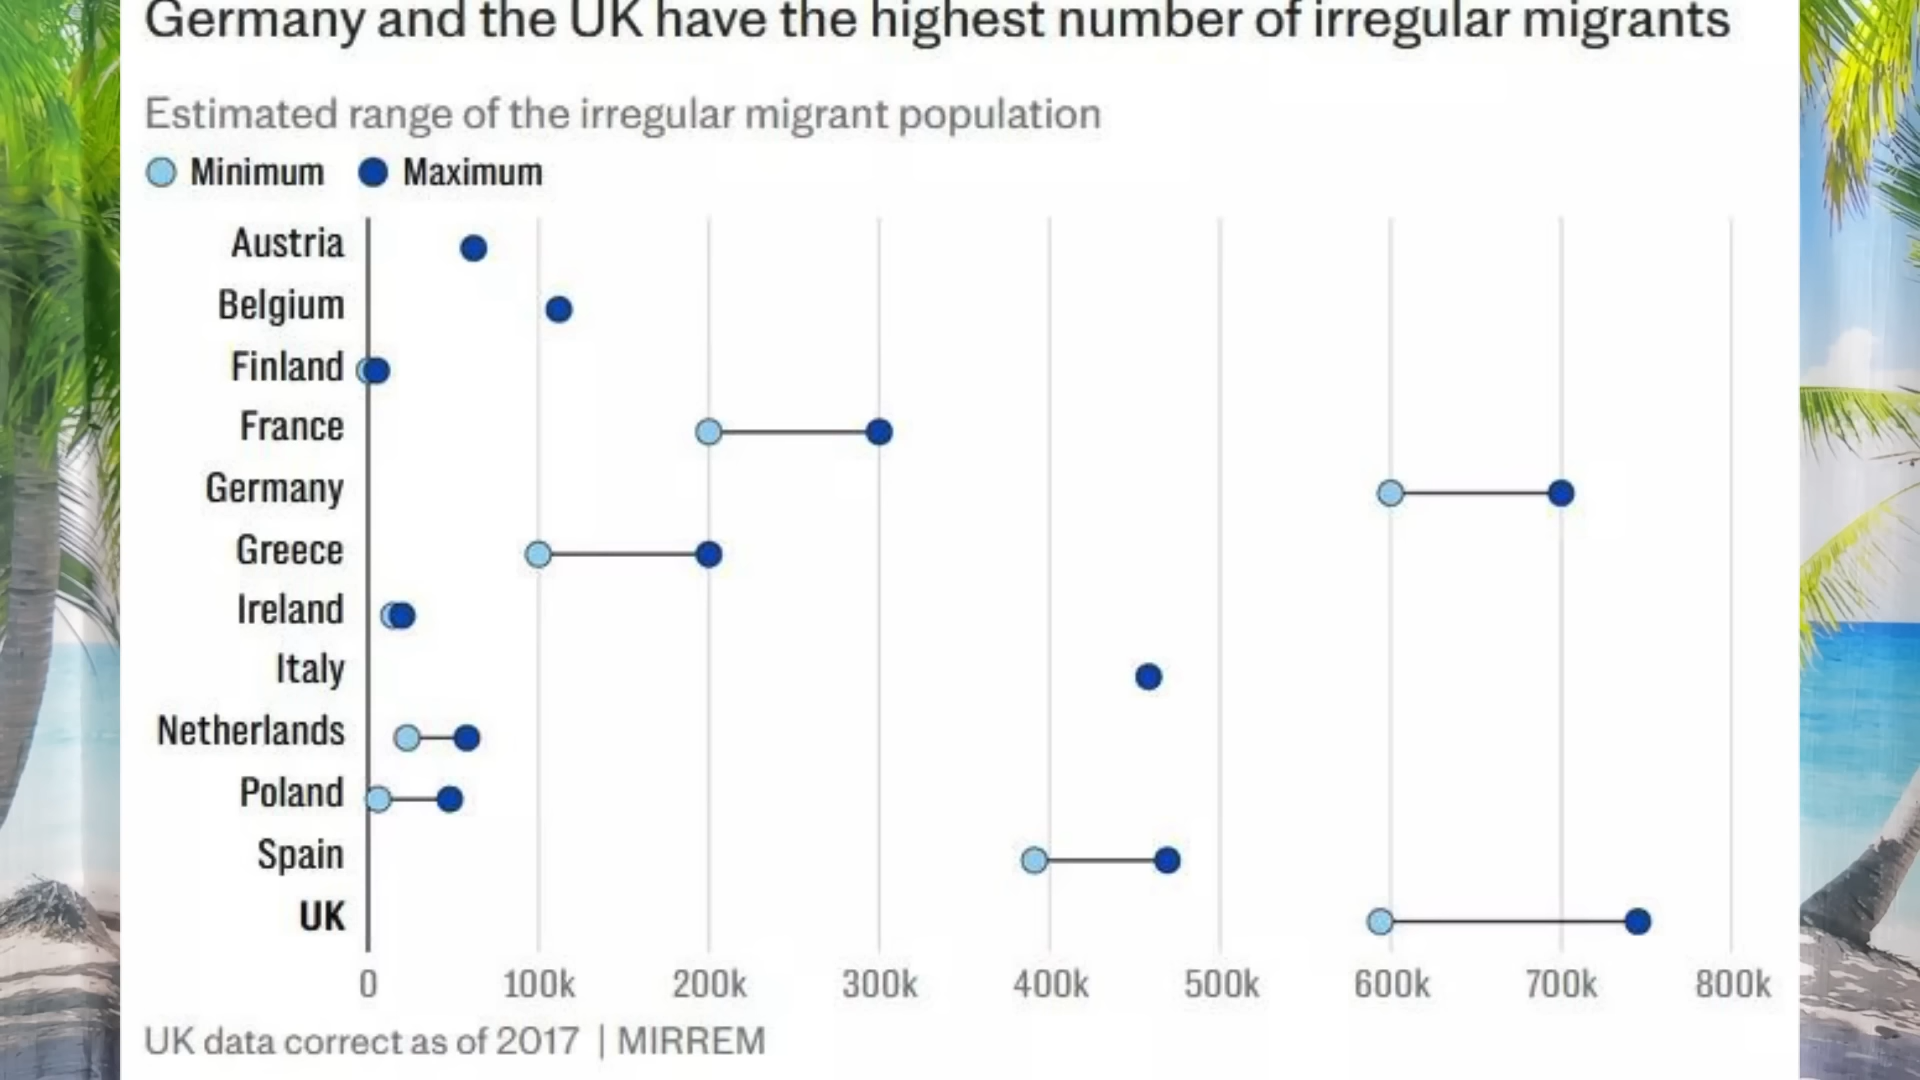 Germany and the UK have the highest number of irregular migrants
Estimated range of the irregular migrant population
Minimum Maximum
Austria
Belgium
Finland
France
Germany
Greece
Ireland
Italy
Netherlands
Poland
Spain
UK
0 100k 200k 300k 400k 500k 600k 700k 800k
UK data correct as of 2017 | MIRREM